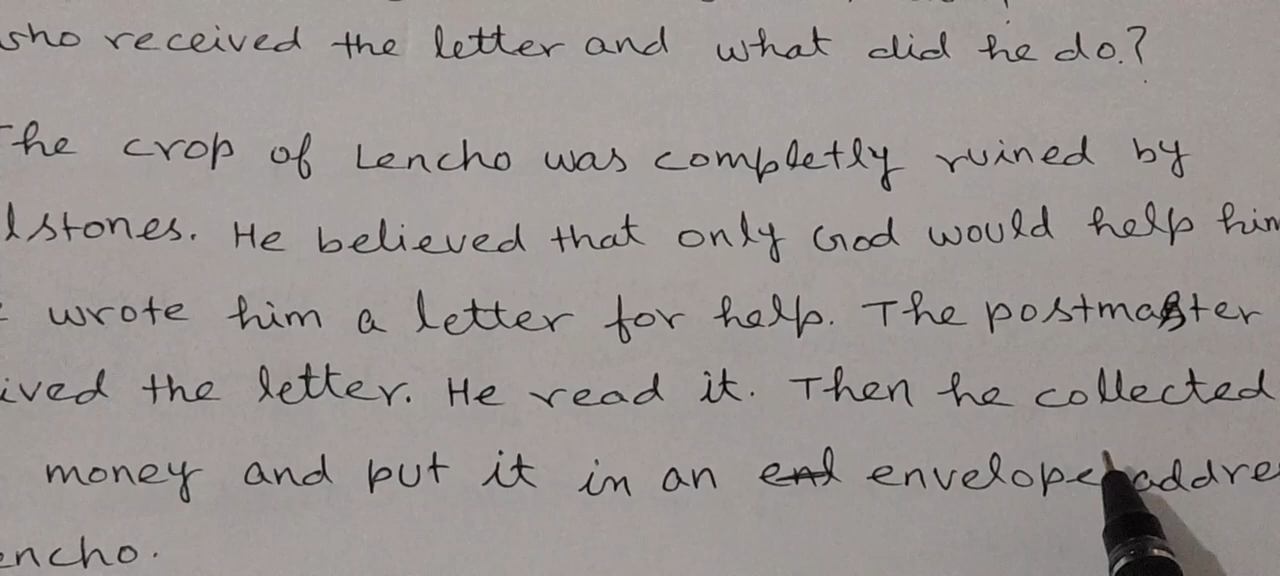 who received the letter and what did he do.?
The crop of Lencho was completly ruined by
lstones. He believed that only God would help him
wrote him a letter for help. The postmaster
ived the letter. He read it. Then he collected
money and put it in an envelope addre
encho.